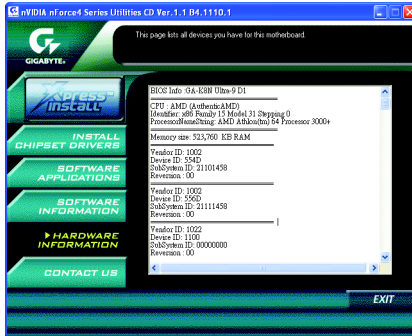 nVIDIA nForce4 Series Utilities CD Ver.1.1 B4.1110.1
GIGABYTE
This page lists all devices you have for this motherboard.
Xpress-
INSTALL
INSTALL
CHIPSET DRIVERS
SOFTWARE
APPLICATIONS
SOFTWARE
INFORMATION
HARDWARE
INFORMATION
CONTACT US
BIOS Info :GA-K8N Ultra-9 D1
CPU : AMD (AuthenticAMD)
Identifier: x86 Family 15 Model 31 Stepping 0
ProcessorNameString: AMD Athlon(tm) 64 Processor 3000+
Memory size: 523,760 KB RAM
Vendor ID: 1002
Device ID: 554D
SubSystem ID: 21101458
Reversion : 00
Vendor ID: 1002
Device ID: 556D
SubSystem ID: 21111458
Reversion : 00
Vendor ID: 1022
Device ID: 1100
SubSystem ID: 00000000
Reversion : 00
EXIT